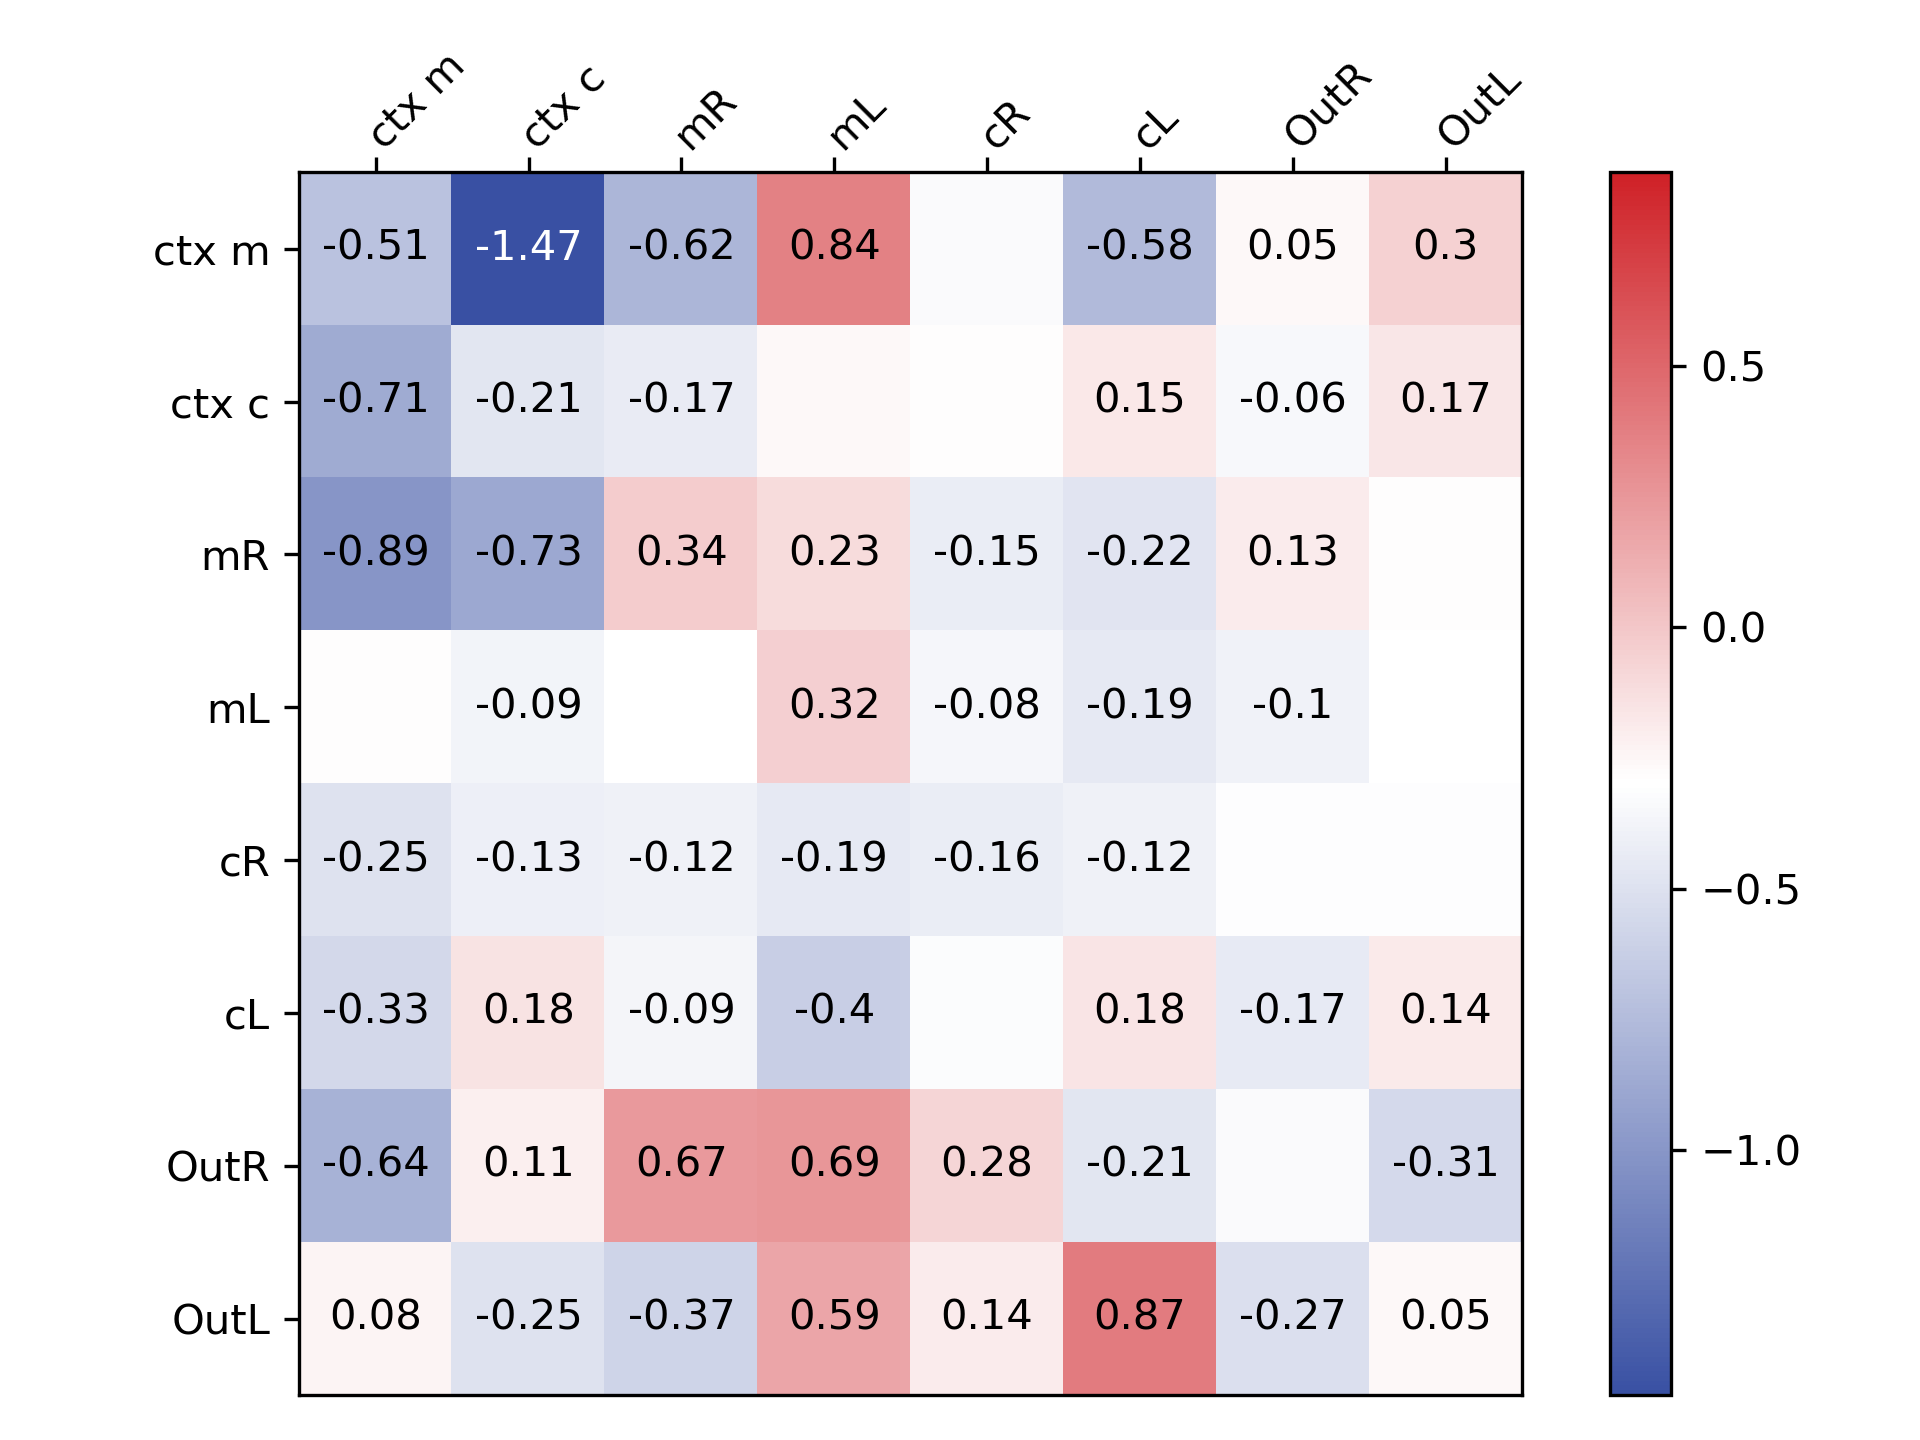 ctx m ctx c mR mL cR cL OutR OutL
ctx m -0.51 -1.47 -0.62 0.84 -0.58 0.05 0.3
ctx c -0.71 -0.21 -0.17 0.15 -0.06 0.17
mR -0.89 -0.73 0.34 0.23 -0.15 -0.22 0.13
mL -0.09 0.32 -0.08 -0.19 -0.1
cR -0.25 -0.13 -0.12 -0.19 -0.16 -0.12
cL -0.33 0.18 -0.09 -0.4 0.18 -0.17 0.14
OutR -0.64 0.11 0.67 0.69 0.28 -0.21 -0.31
OutL 0.08 -0.25 -0.37 0.59 0.14 0.87 -0.27 0.05
0.5
0.0
−0.5
−1.0